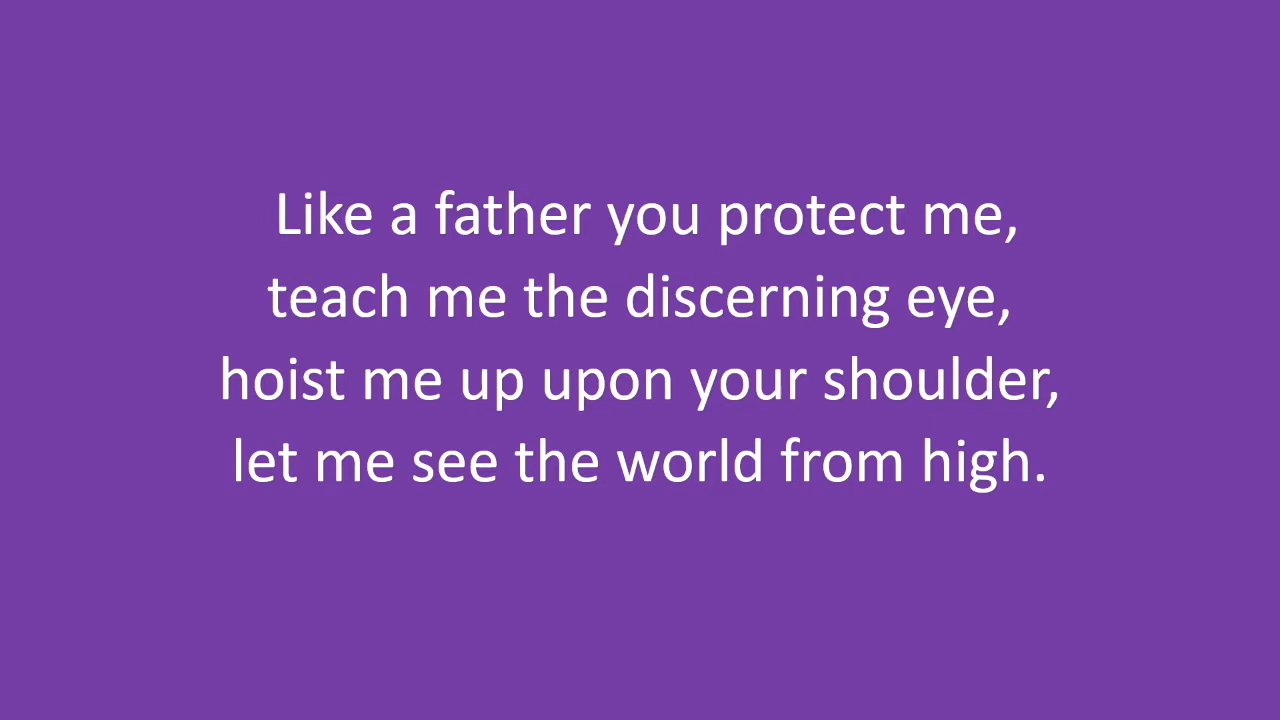 Like a father you protect me,
teach me the discerning eye,
hoist me up upon your shoulder,
let me see the world from high.